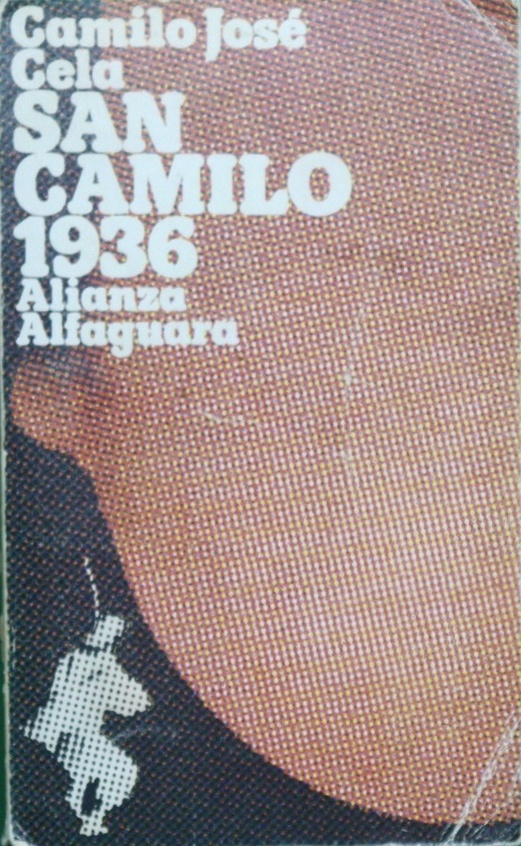 Camilo José
Cela
SAN
CAMILO
1936
Alianza
Alfaguara